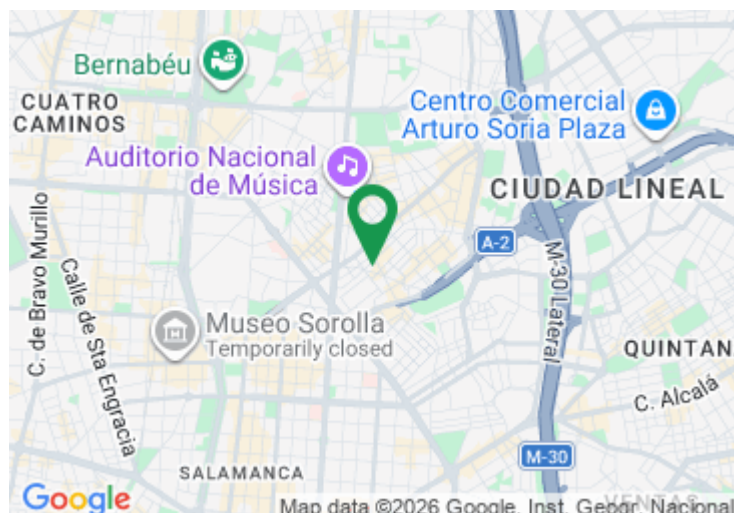 Bernabéu
CUATRO
CAMINOS
Centro Comercial
Arturo Soria Plaza
Auditorio Nacional
de Música
CIUDAD LINEAL
A-2
C. de Bravo Murillo
Calle de Sta Engracia
M-30 Lateral
Museo Sorolla
Temporarily closed
QUINTAN
C. Alcalá
M-30
SALAMANCA
VENTAS
Google
Map data ©2026 Google, Inst. Geogr. Nacional